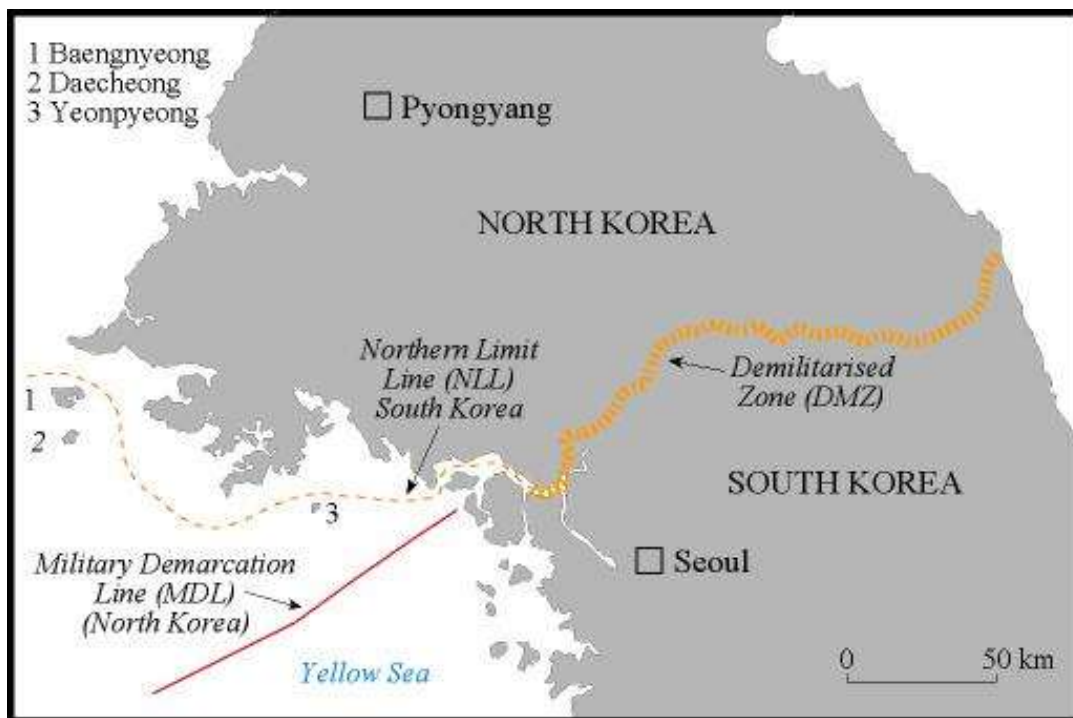 1 Baengnyeong
2 Daecheong
3 Yeonpyeong
Pyongyang
NORTH KOREA
Northern Limit
Line (NLL)
South Korea
Demilitarised
Zone (DMZ)
1
2
3
SOUTH KOREA
Seoul
Military Demarcation
Line (MDL)
(North Korea)
Yellow Sea
0 50 km